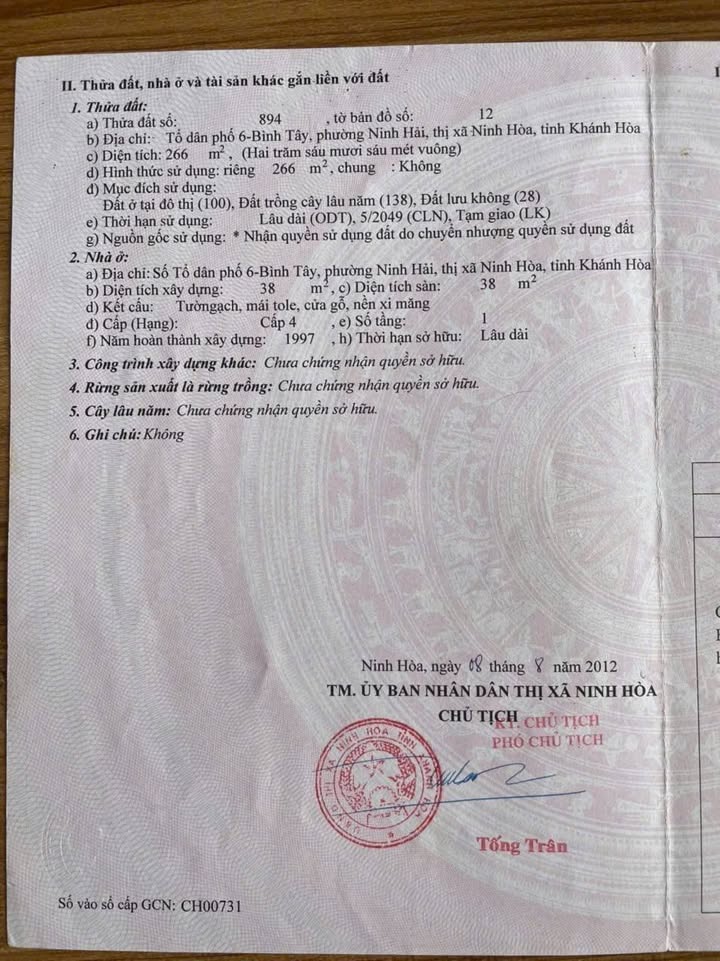 II. Thửa đất, nhà ở và tài sản khác gắn liền với đất
1. Thửa đất:
a) Thửa đất số: 894 , tờ bản đồ số: 12
b) Địa chỉ: Tổ dân phố 6-Bình Tây, phường Ninh Hải, thị xã Ninh Hòa, tỉnh Khánh Hòa
c) Diện tích: 266 m², (Hai trăm sáu mươi sáu mét vuông)
d) Hình thức sử dụng: riêng 266 m², chung : Không
đ) Mục đích sử dụng:
Đất ở tại đô thị (100), Đất trồng cây lâu năm (138), Đất lưu không (28)
e) Thời hạn sử dụng: Lâu dài (ODT), 5/2049 (CLN), Tạm giao (LK)
g) Nguồn gốc sử dụng: * Nhận quyền sử dụng đất do chuyển nhượng quyền sử dụng đất
2. Nhà ở:
a) Địa chỉ: Số Tổ dân phố 6-Bình Tây, phường Ninh Hải, thị xã Ninh Hòa, tỉnh Khánh Hòa
b) Diện tích xây dựng: 38 m², c) Diện tích sàn: 38 m²
d) Kết cấu: Tườngạch, mái tole, cửa gỗ, nền xi măng
đ) Cấp (Hạng): Cấp 4 , e) Số tầng: 1
f) Năm hoàn thành xây dựng: 1997 , h) Thời hạn sở hữu: Lâu dài
3. Công trình xây dựng khác: Chưa chứng nhận quyền sở hữu.
4. Rừng sản xuất là rừng trồng: Chưa chứng nhận quyền sở hữu.
5. Cây lâu năm: Chưa chứng nhận quyền sở hữu.
6. Ghi chú: Không
Ninh Hòa, ngày 08 tháng 8 năm 2012
TM. ỦY BAN NHÂN DÂN THỊ XÃ NINH HÒA
CHỦ TỊCH
KT. CHỦ TỊCH
PHÓ CHỦ TỊCH
U.B.N.D THỊ XÃ NINH HÒA TỈNH KHÁNH HÒA
Tống Trân
Số vào sổ cấp GCN: CH00731